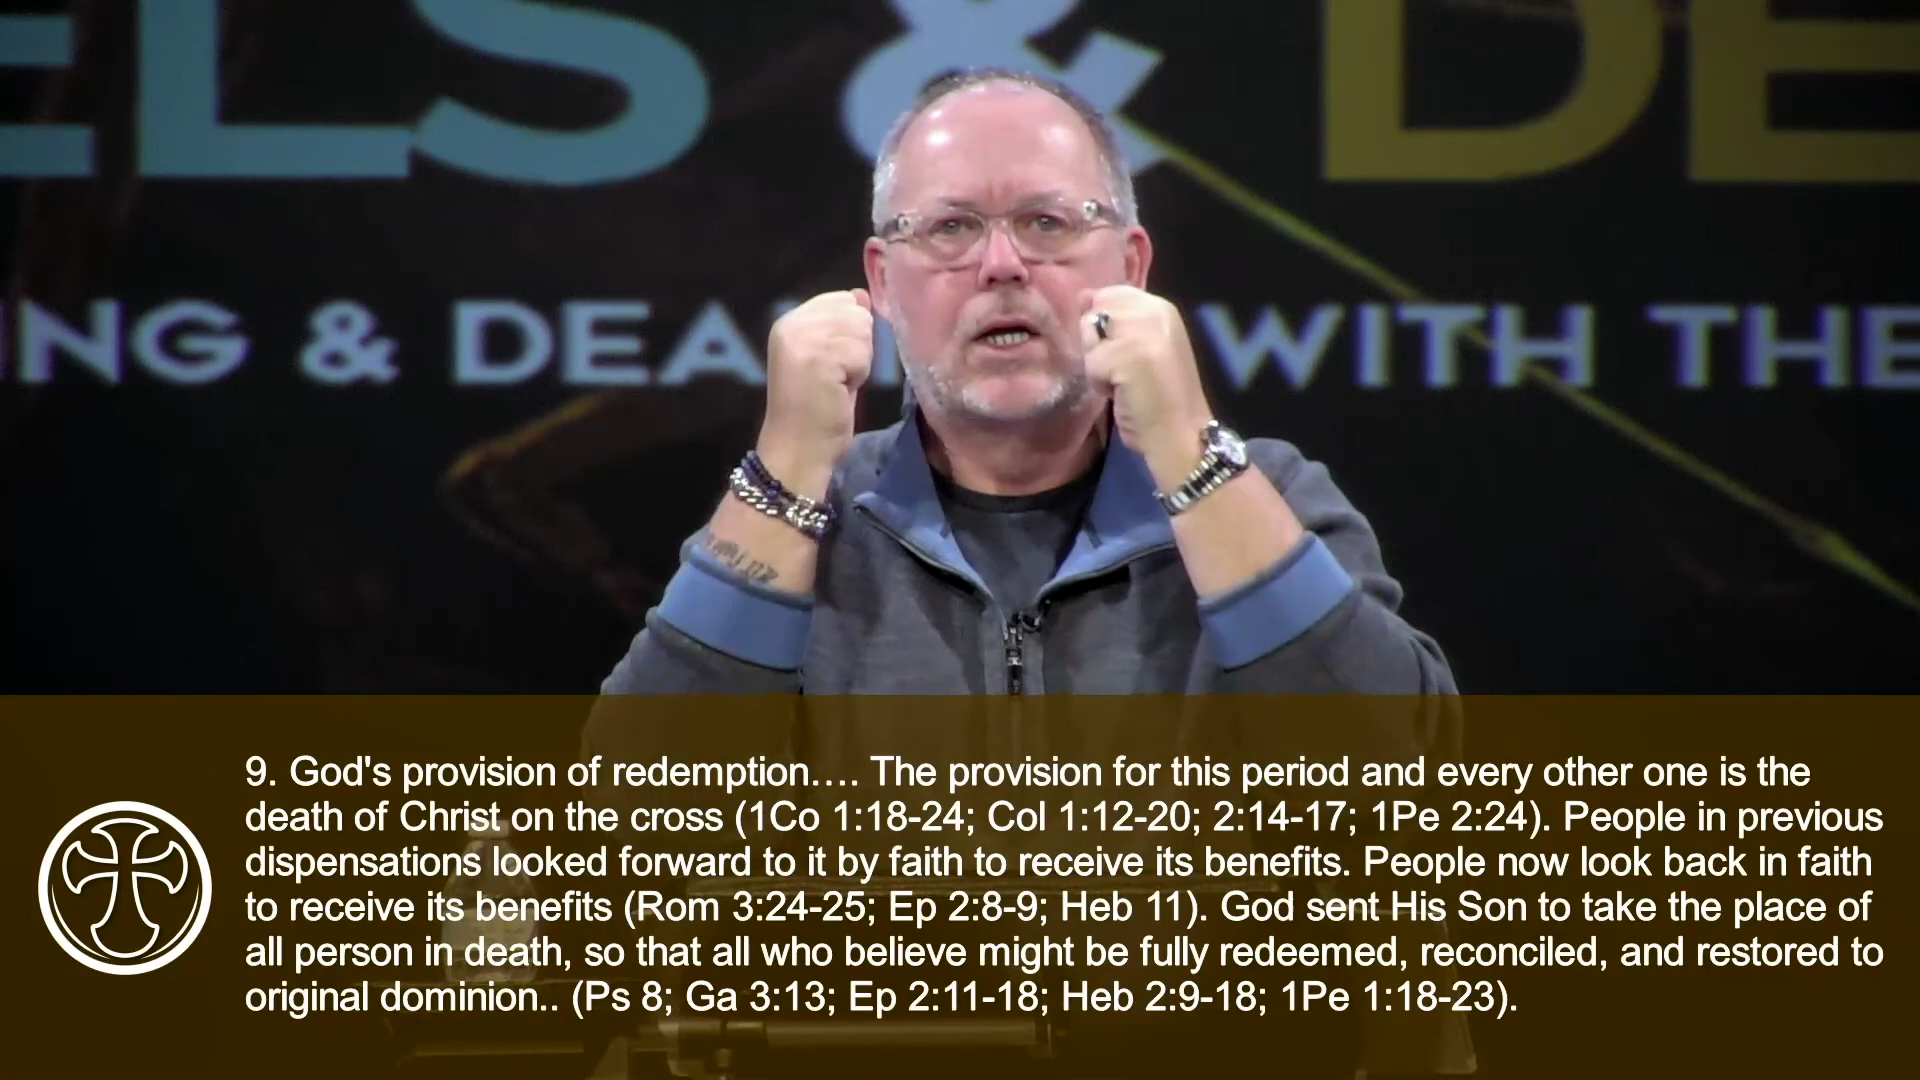 ELS & DE
ING & DEA WITH THE
9. God's provision of redemption…. The provision for this period and every other one is the
death of Christ on the cross (1Co 1:18-24; Col 1:12-20; 2:14-17; 1Pe 2:24). People in previous
dispensations looked forward to it by faith to receive its benefits. People now look back in faith
to receive its benefits (Rom 3:24-25; Ep 2:8-9; Heb 11). God sent His Son to take the place of
all person in death, so that all who believe might be fully redeemed, reconciled, and restored to
original dominion.. (Ps 8; Ga 3:13; Ep 2:11-18; Heb 2:9-18; 1Pe 1:18-23).